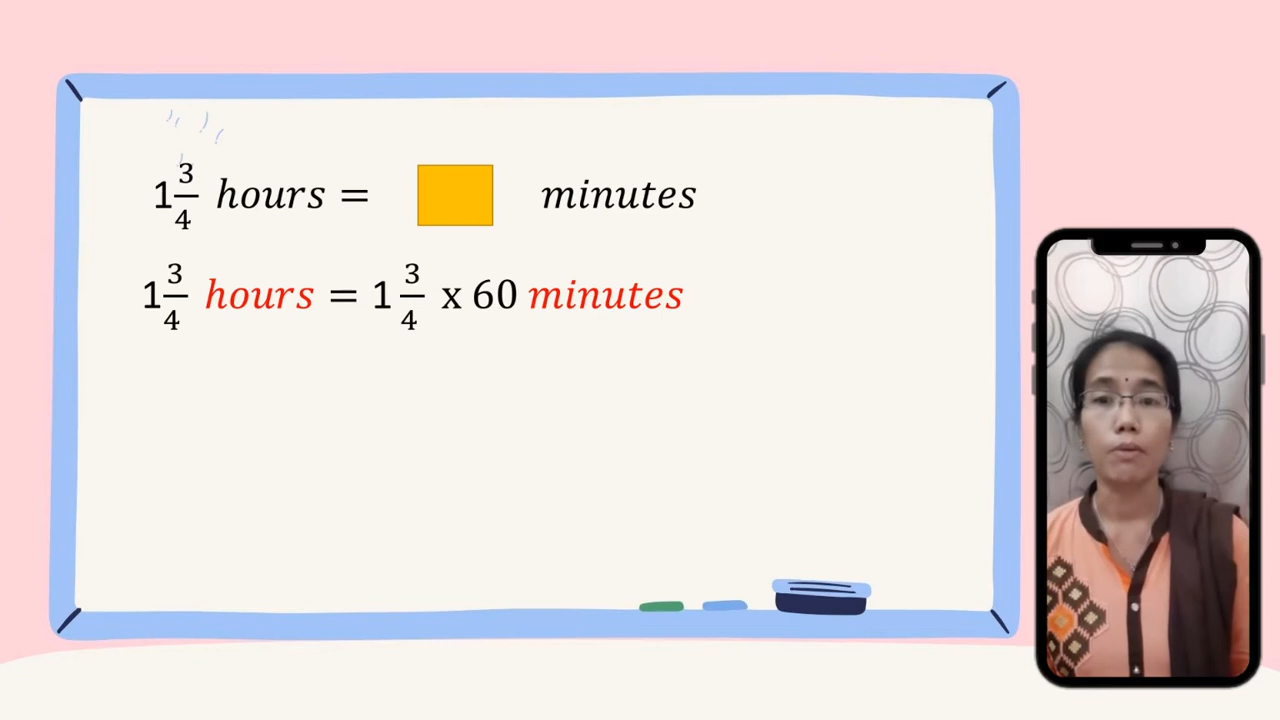 1 3/4 hours = minutes
1 3/4 hours = 1 3/4 x 60 minutes